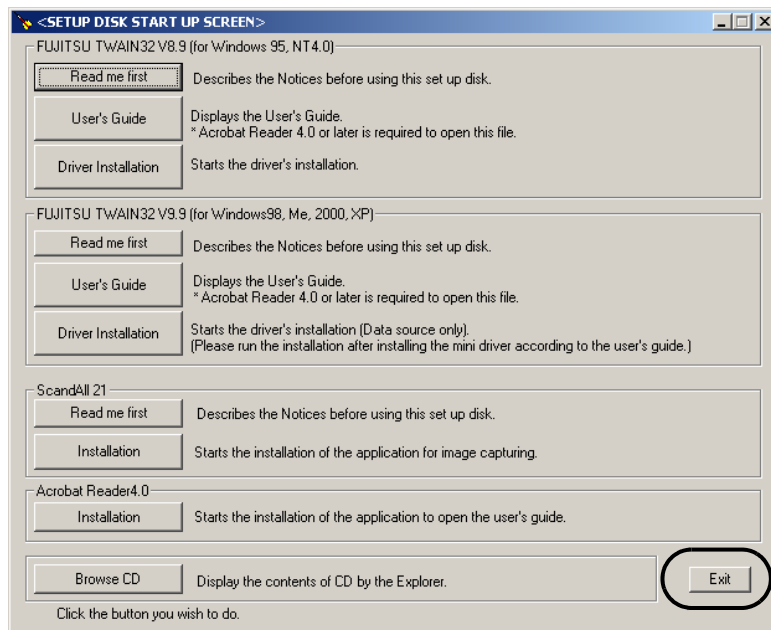 <SETUP DISK START UP SCREEN>
FUJITSU TWAIN32 V8.9 (for Windows 95, NT4.0)
Read me first
Describes the Notices before using this set up disk.
User's Guide
Displays the User's Guide.
* Acrobat Reader 4.0 or later is required to open this file.
Driver Installation
Starts the driver's installation.
FUJITSU TWAIN32 V9.9 (for Windows98, Me, 2000, XP)
Read me first
Describes the Notices before using this set up disk.
User's Guide
Displays the User's Guide.
* Acrobat Reader 4.0 or later is required to open this file.
Driver Installation
Starts the driver's installation (Data source only).
(Please run the installation after installing the mini driver according to the user's guide.)
ScandAll 21
Read me first
Describes the Notices before using this set up disk.
Installation
Starts the installation of the application for image capturing.
Acrobat Reader4.0
Installation
Starts the installation of the application to open the user's guide.
Browse CD
Display the contents of CD by the Explorer.
Exit
Click the button you wish to do.